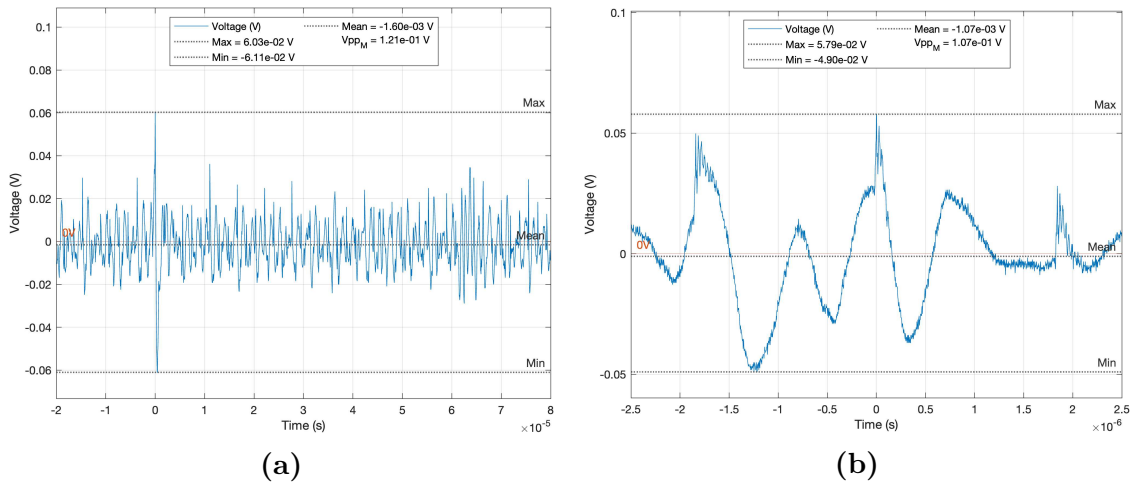 Voltage (V)
Max = 6.03e-02 V
Min = -6.11e-02 V
Mean = -1.60e-03 V
Vpp_M = 1.21e-01 V
0.1
0.08
0.06
0.04
0.02
0
-0.02
-0.04
-0.06
Voltage (V)
0V
Max
Mean
Min
-2 -1 0 1 2 3 4 5 6 7 8
Time (s)
×10^-5
(a)
Voltage (V)
Max = 5.79e-02 V
Min = -4.90e-02 V
Mean = -1.07e-03 V
Vpp_M = 1.07e-01 V
0.1
0.05
0
-0.05
Voltage (V)
0V
Max
Mean
Min
-2.5 -2 -1.5 -1 -0.5 0 0.5 1 1.5 2 2.5
Time (s)
×10^-6
(b)